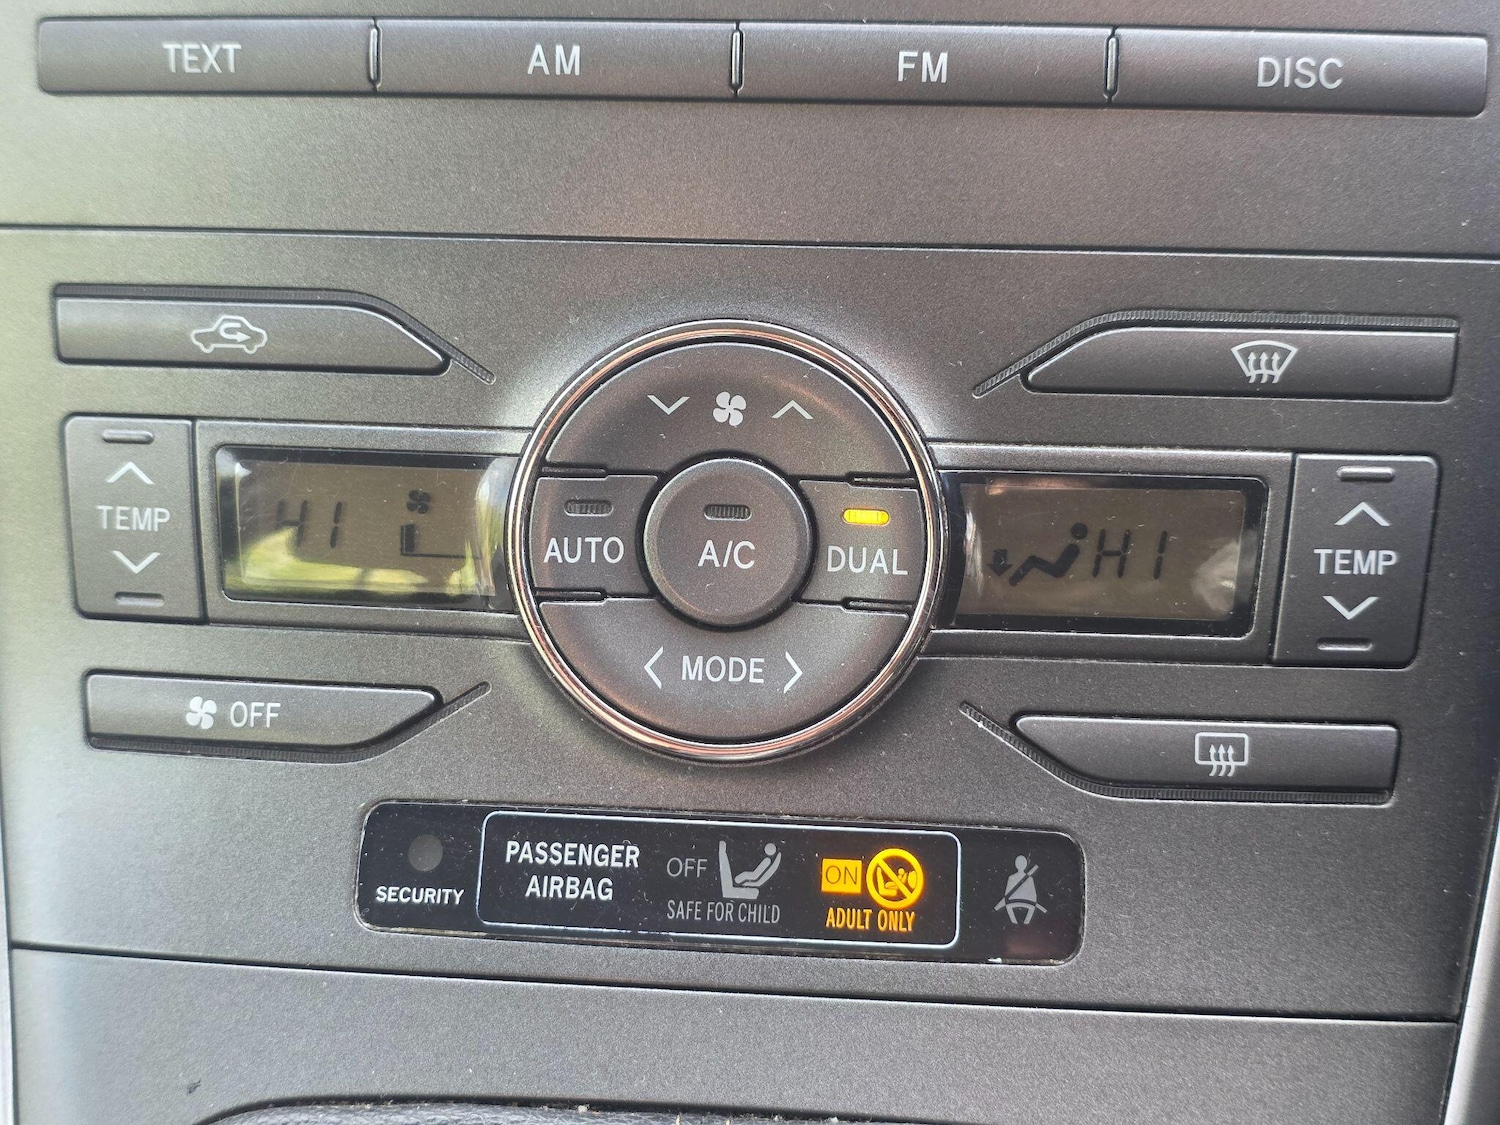 TEXT
AM
FM
DISC
TEMP
HI
AUTO
A/C
DUAL
HI
TEMP
MODE
OFF
SECURITY
PASSENGER
AIRBAG
OFF
SAFE FOR CHILD
ON
ADULT ONLY